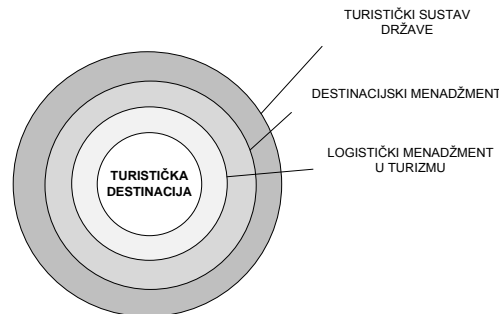 TURISTIČKI SUSTAV
DRŽAVE
DESTINACIJSKI MENADŽMENT
LOGISTIČKI MENADŽMENT
U TURIZMU
TURISTIČKA
DESTINACIJA